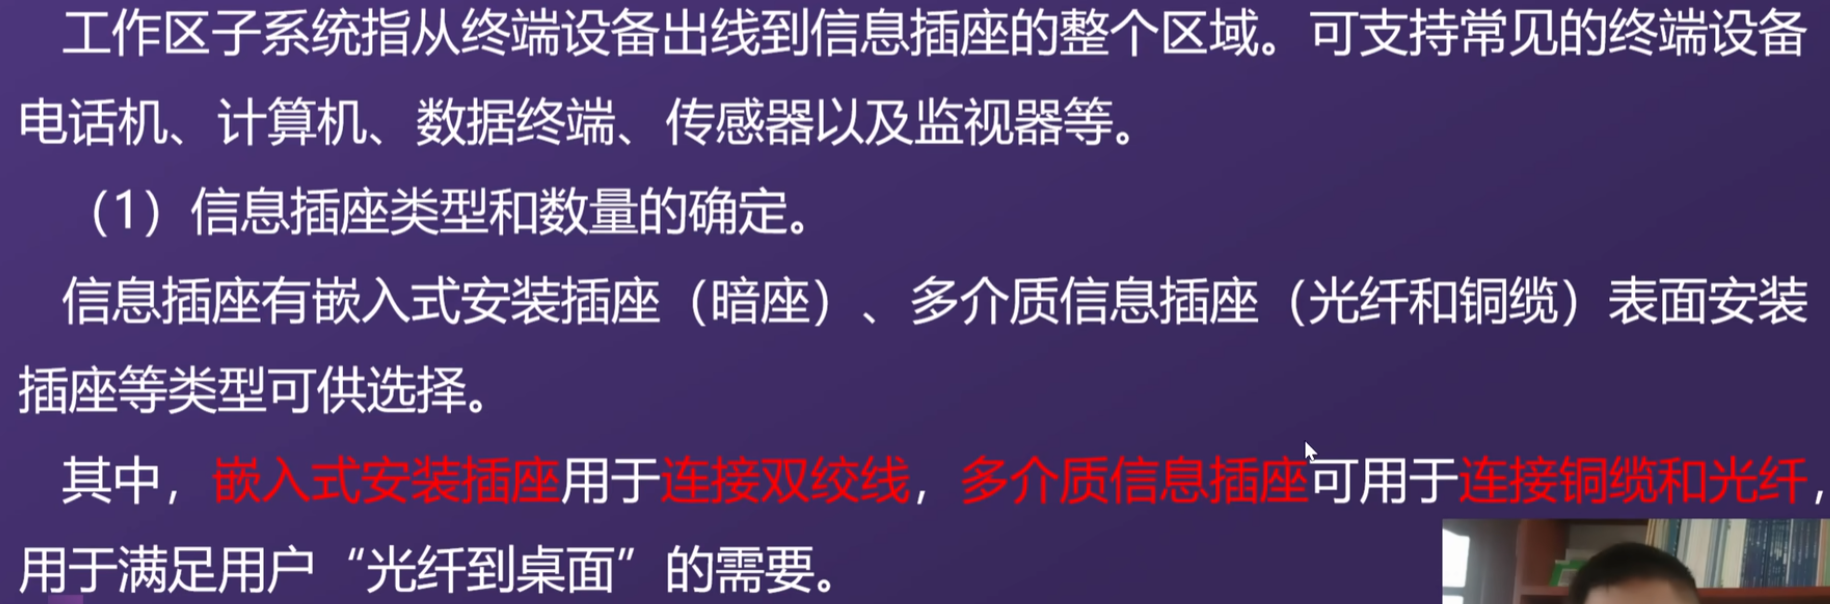 工作区子系统指从终端设备出线到信息插座的整个区域。可支持常见的终端设备
电话机、计算机、数据终端、传感器以及监视器等。
（1）信息插座类型和数量的确定。
信息插座有嵌入式安装插座（暗座）、多介质信息插座（光纤和铜缆）表面安装
插座等类型可供选择。
其中，嵌入式安装插座用于连接双绞线，多介质信息插座可用于连接铜缆和光纤，
用于满足用户“光纤到桌面”的需要。